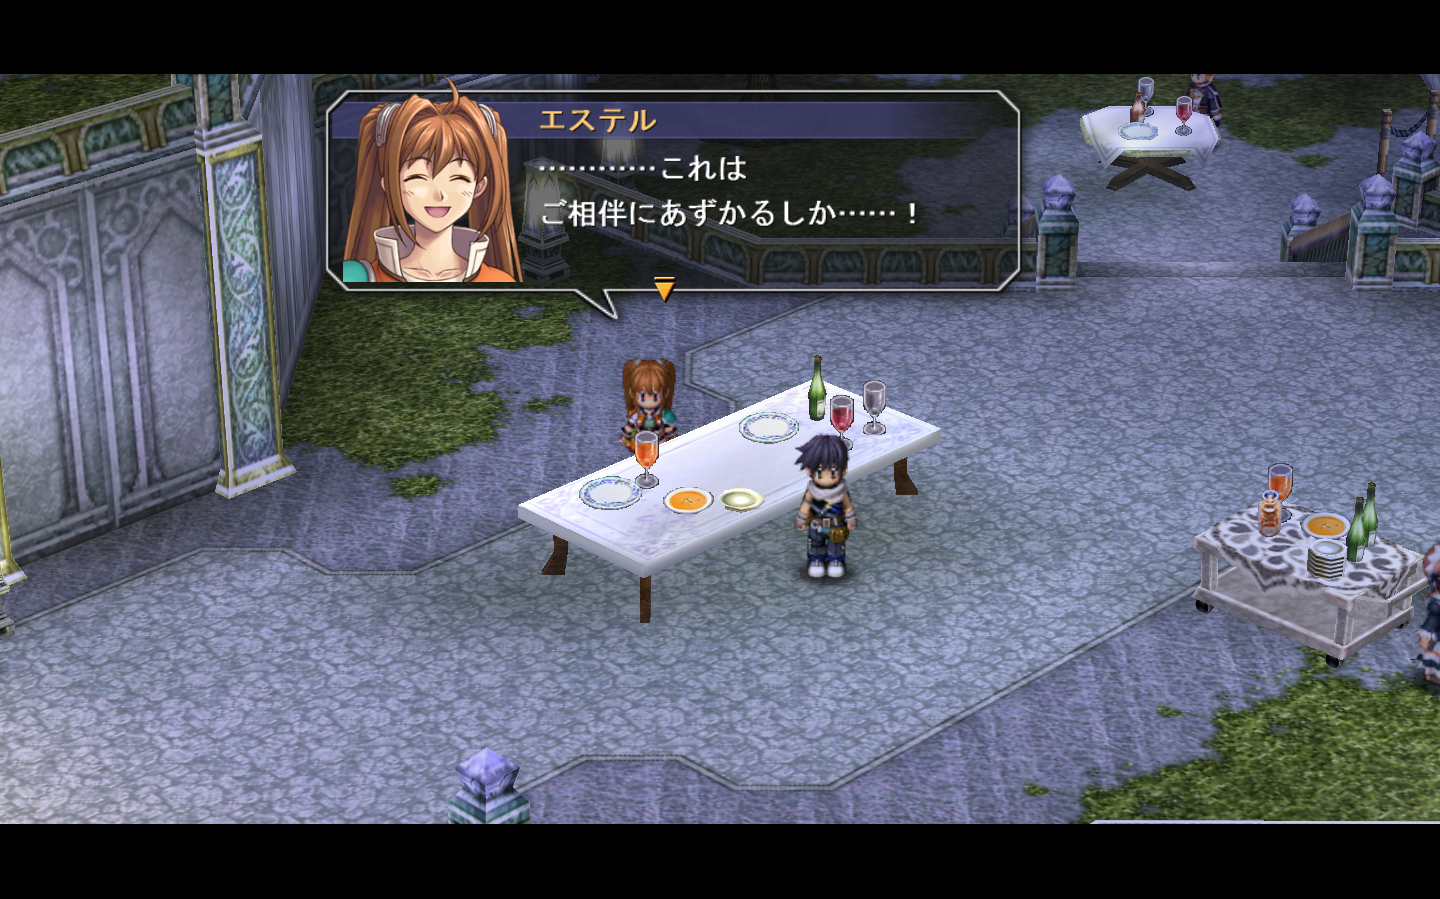 エステル
…………これは
ご相伴にあずかるしか……！